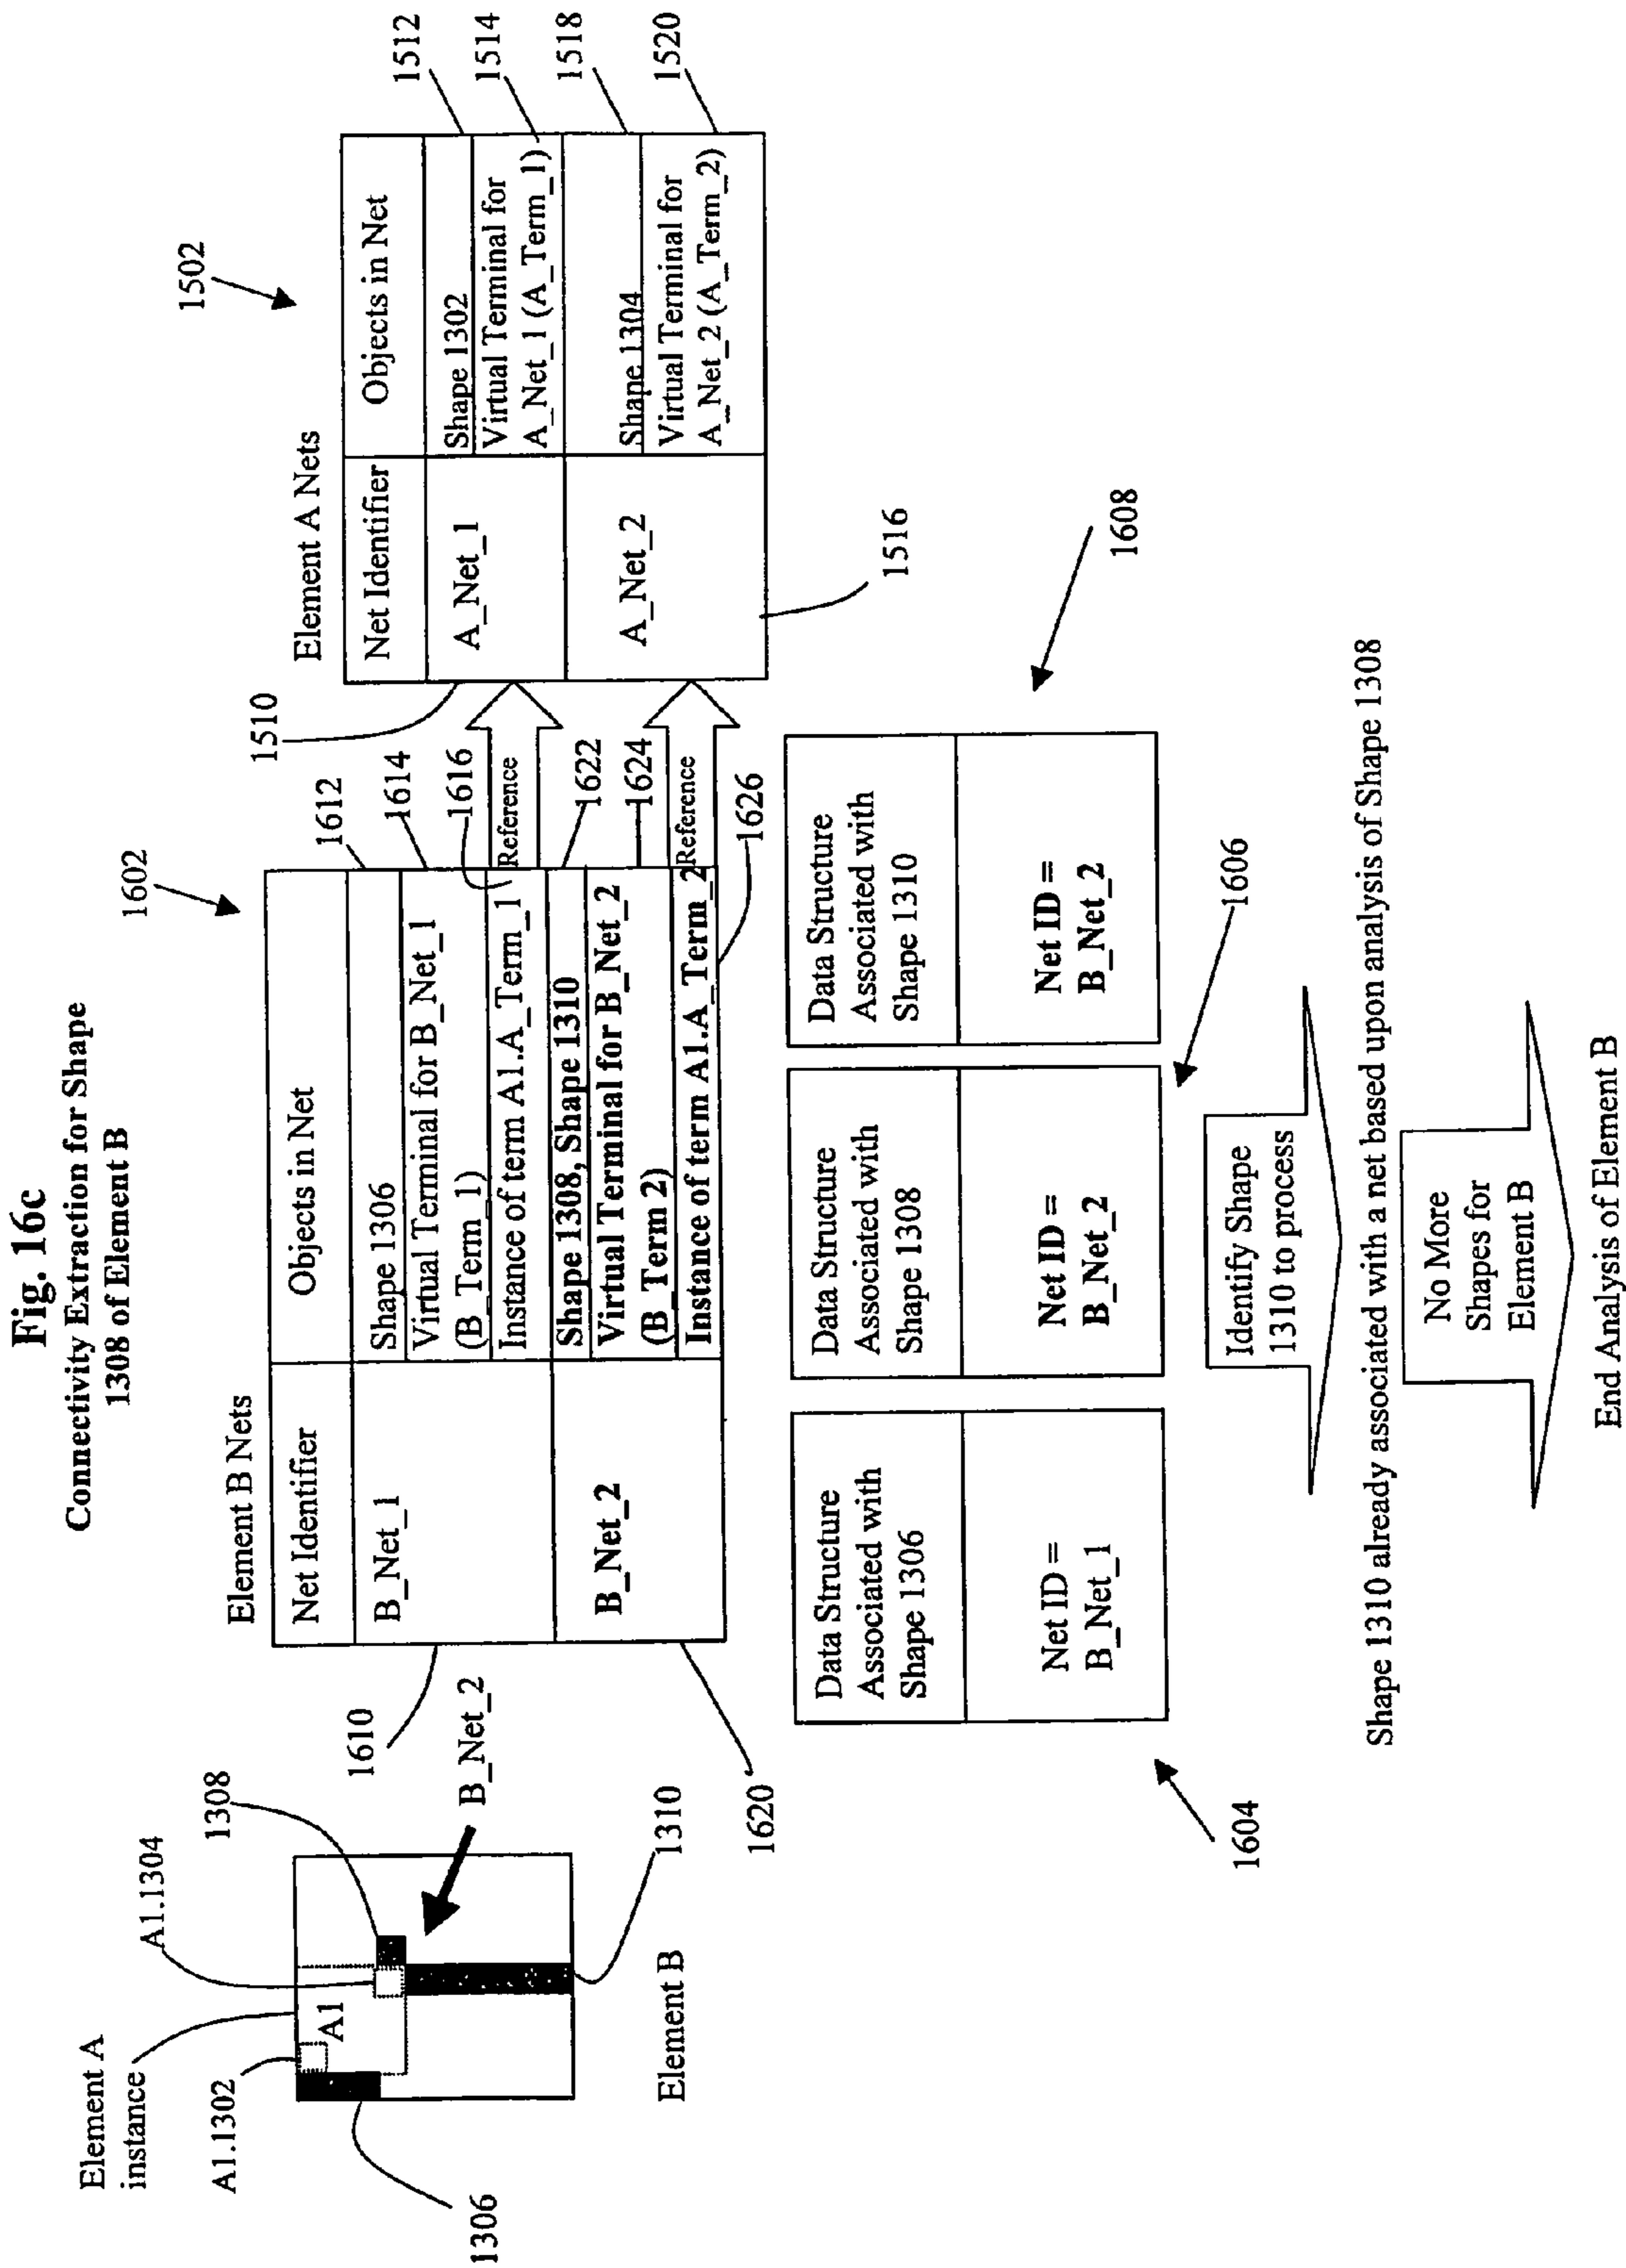 Fig. 16c
Connectivity Extraction for Shape
1308 of Element B
Element A
instance
A1.1302
A1.1304
1308
1306
A1
B_Net_2
1310
Element B
1602
Element B Nets
Net Identifier
Objects in Net
B_Net_1
Shape 1306
Virtual Terminal for B_Net_1
(B_Term_1)
Instance of term A1.A_Term_1
B_Net_2
Shape 1308, Shape 1310
Virtual Terminal for B_Net_2
(B_Term 2)
Instance of term A1.A_Term_2
1610
1620
1612
1614
1616
1622
1624
1626
Reference
Reference
1502
Element A Nets
Net Identifier
Objects in Net
A_Net_1
Shape 1302
Virtual Terminal for
A_Net_1 (A_Term_1)
A_Net_2
Shape 1304
Virtual Terminal for
A_Net_2 (A_Term_2)
1510
1512
1514
1518
1520
1516
Data Structure
Associated with
Shape 1306
Net ID =
B_Net_1
1604
Data Structure
Associated with
Shape 1308
Net ID =
B_Net_2
1606
Data Structure
Associated with
Shape 1310
Net ID =
B_Net_2
1608
Identify Shape
1310 to process
Shape 1310 already associated with a net based upon analysis of Shape 1308
No More
Shapes for
Element B
End Analysis of Element B